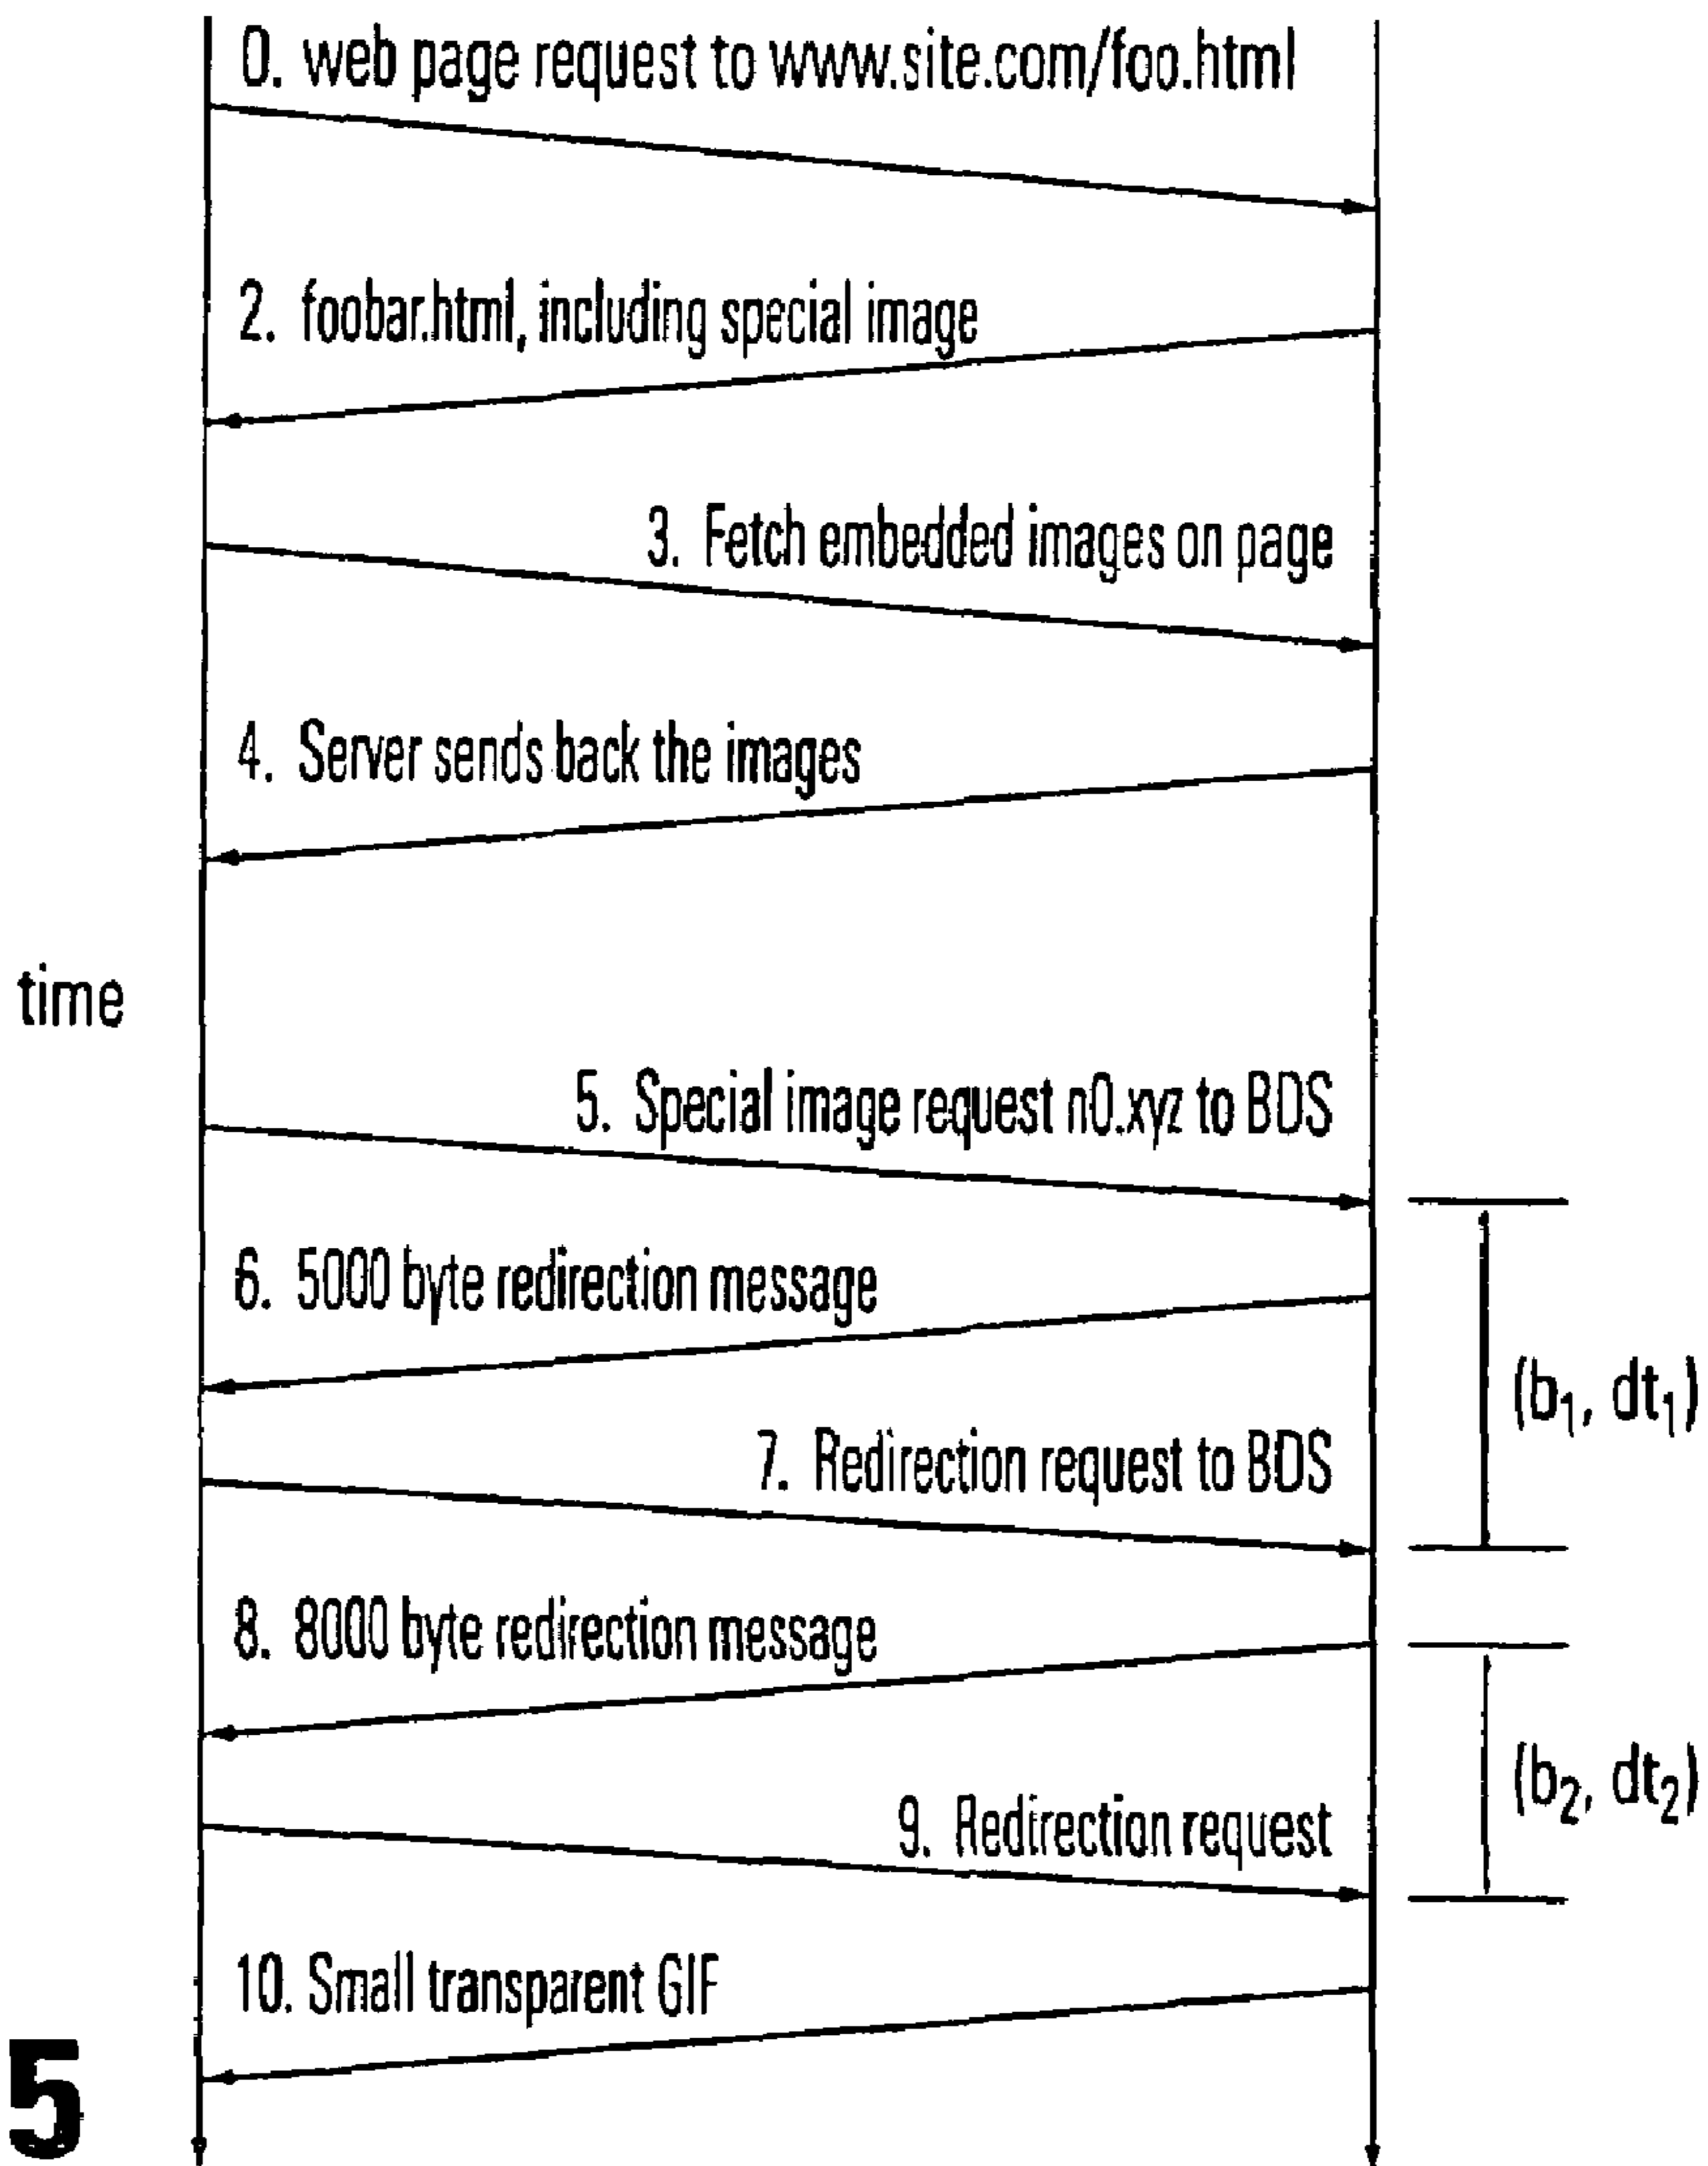 0. web page request to www.site.com/foo.html
2. foobar.html, including special image
3. Fetch embedded images on page
4. Server sends back the images
time
5. Special image request n0.xyz to BDS
6. 5000 byte redirection message
(b₁, dt₁)
7. Redirection request to BDS
8. 8000 byte redirection message
(b₂, dt₂)
9. Redirection request
10. Small transparent GIF
5